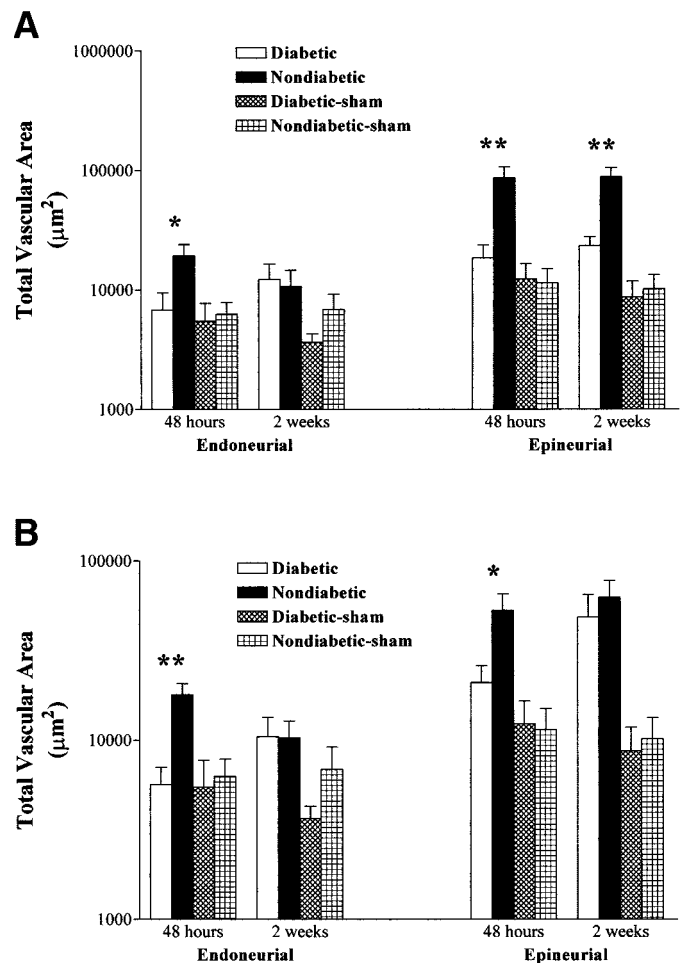 A
Total Vascular Area
(µm²)
1000000
100000
10000
1000
Diabetic
Nondiabetic
Diabetic-sham
Nondiabetic-sham
*
**
**
48 hours 2 weeks 48 hours 2 weeks
Endoneurial Epineurial
B
Total Vascular Area
(µm²)
100000
10000
1000
Diabetic
Nondiabetic
Diabetic-sham
Nondiabetic-sham
**
*
48 hours 2 weeks 48 hours 2 weeks
Endoneurial Epineurial